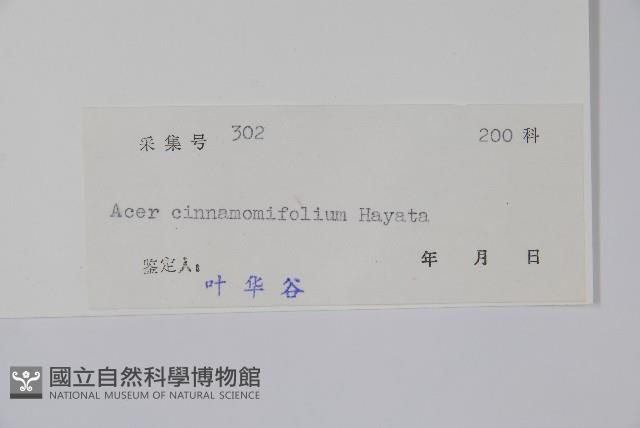 采集号 302 200 科
Acer cinnamomifolium Hayata
鉴定人： 年 月 日
叶华谷
國立自然科學博物館
NATIONAL MUSEUM OF NATURAL SCIENCE